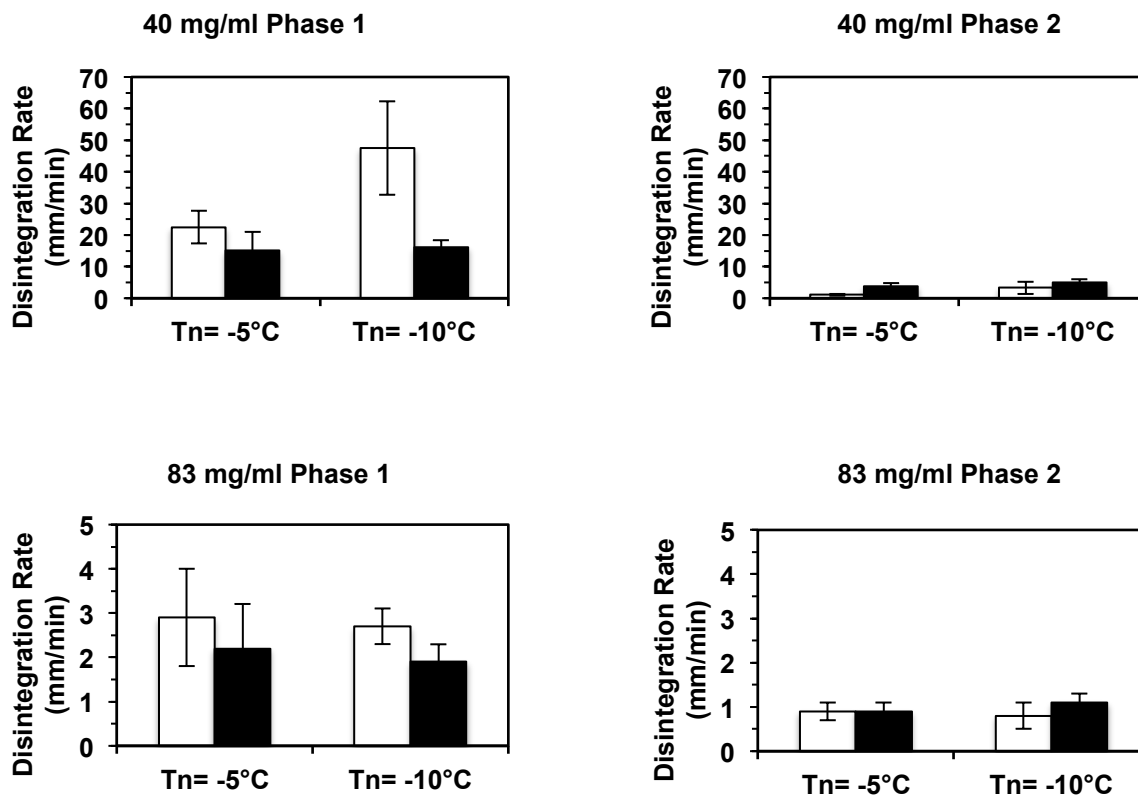 40 mg/ml Phase 1
Disintegration Rate
(mm/min)
70
60
50
40
30
20
10
0
Tn= -5°C
Tn= -10°C
40 mg/ml Phase 2
Disintegration Rate
(mm/min)
70
60
50
40
30
20
10
0
Tn= -5°C
Tn= -10°C
83 mg/ml Phase 1
Disintegration Rate
(mm/min)
5
4
3
2
1
0
Tn= -5°C
Tn= -10°C
83 mg/ml Phase 2
Disintegration Rate
(mm/min)
5
4
3
2
1
0
Tn= -5°C
Tn= -10°C